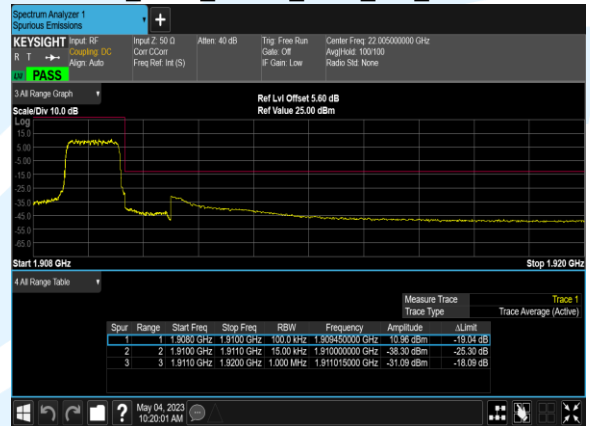 Spectrum Analyzer 1
Spurious Emissions
KEYSIGHT Input: RF Input Z: 50 Ω Atten: 40 dB Trig: Free Run Center Freq: 22.005000000 GHz
R T Coupling: DC Corr CCorr Gate: Off Avg|Hold: 100/100
Align: Auto Freq Ref: Int (S) IF Gain: Low Radio Std: None
PASS
3 All Range Graph
Ref Lvl Offset 5.60 dB
Scale/Div 10.0 dB Ref Value 25.00 dBm
Log
15.0
5.00
-5.00
-15.0
-25.0
-35.0
-45.0
-55.0
-65.0
Start 1.908 GHz Stop 1.920 GHz
4 All Range Table
Measure Trace Trace 1
Trace Type Trace Average (Active)
Spur Range Start Freq Stop Freq RBW Frequency Amplitude ΔLimit
1 1 1.9080 GHz 1.9100 GHz 100.0 kHz 1.909450000 GHz 10.96 dBm -19.04 dB
2 2 1.9100 GHz 1.9110 GHz 15.00 kHz 1.910000000 GHz -38.30 dBm -25.30 dB
3 3 1.9110 GHz 1.9200 GHz 1.000 MHz 1.911015000 GHz -31.09 dBm -18.09 dB
May 04, 2023
10:20:01 AM